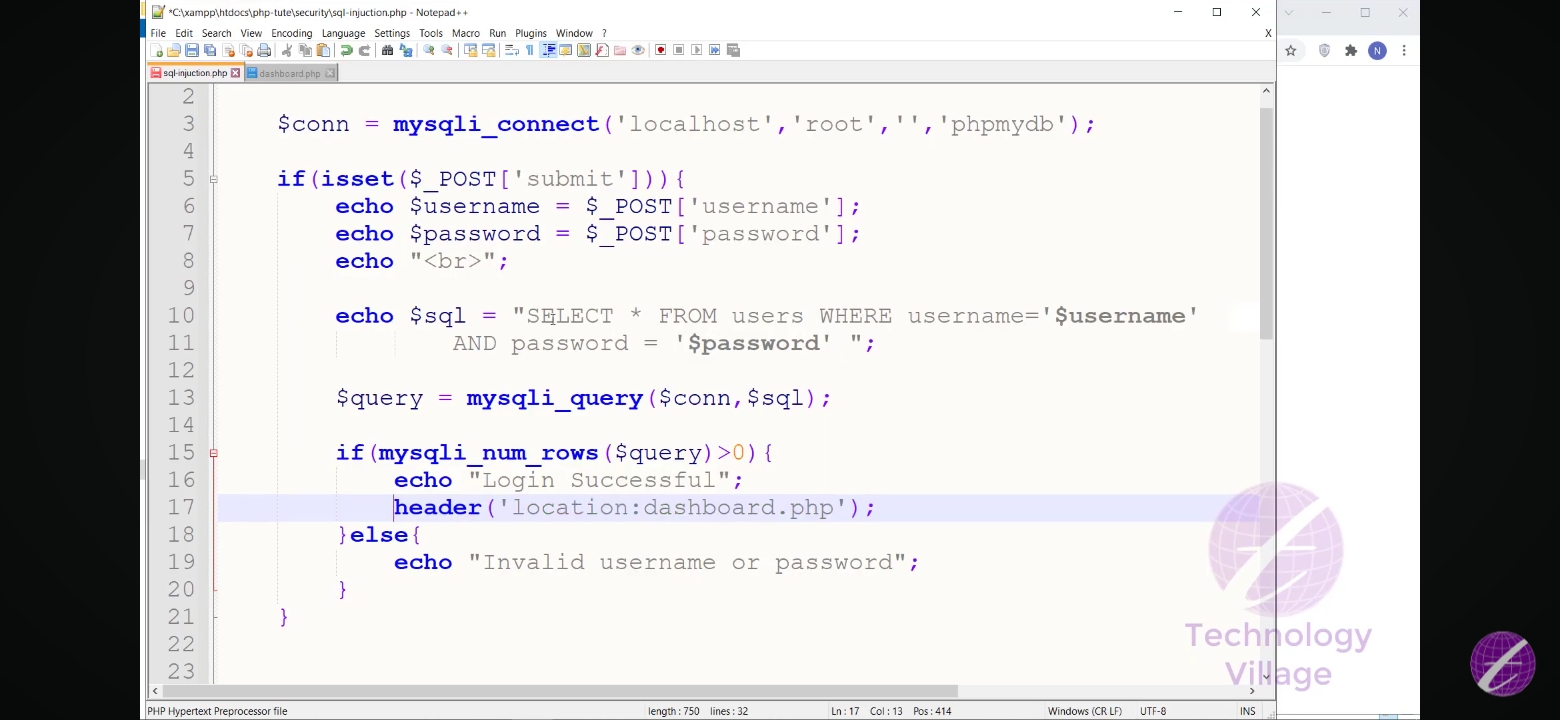 *C:\xampp\htdocs\php-tute\security\sql-injuction.php - Notepad++
File Edit Search View Encoding Language Settings Tools Macro Run Plugins Window ? X
sql-injuction.php dashboard.php
N
2
3 $conn = mysqli_connect('localhost','root','','phpmydb');
4
5 if(isset($_POST['submit'])){
6 echo $username = $_POST['username'];
7 echo $password = $_POST['password'];
8 echo "<br>";
9
10 echo $sql = "SELECT * FROM users WHERE username='$username'
11 AND password = '$password' ";
12
13 $query = mysqli_query($conn,$sql);
14
15 if(mysqli_num_rows($query)>0){
16 echo "Login Successful";
17 header('location:dashboard.php');
18 }else{
19 echo "Invalid username or password";
20 }
21 }
22
23
Technology
Village
PHP Hypertext Preprocessor file length : 750 lines : 32 Ln : 17 Col : 13 Pos : 414 Windows (CR LF) UTF-8 INS